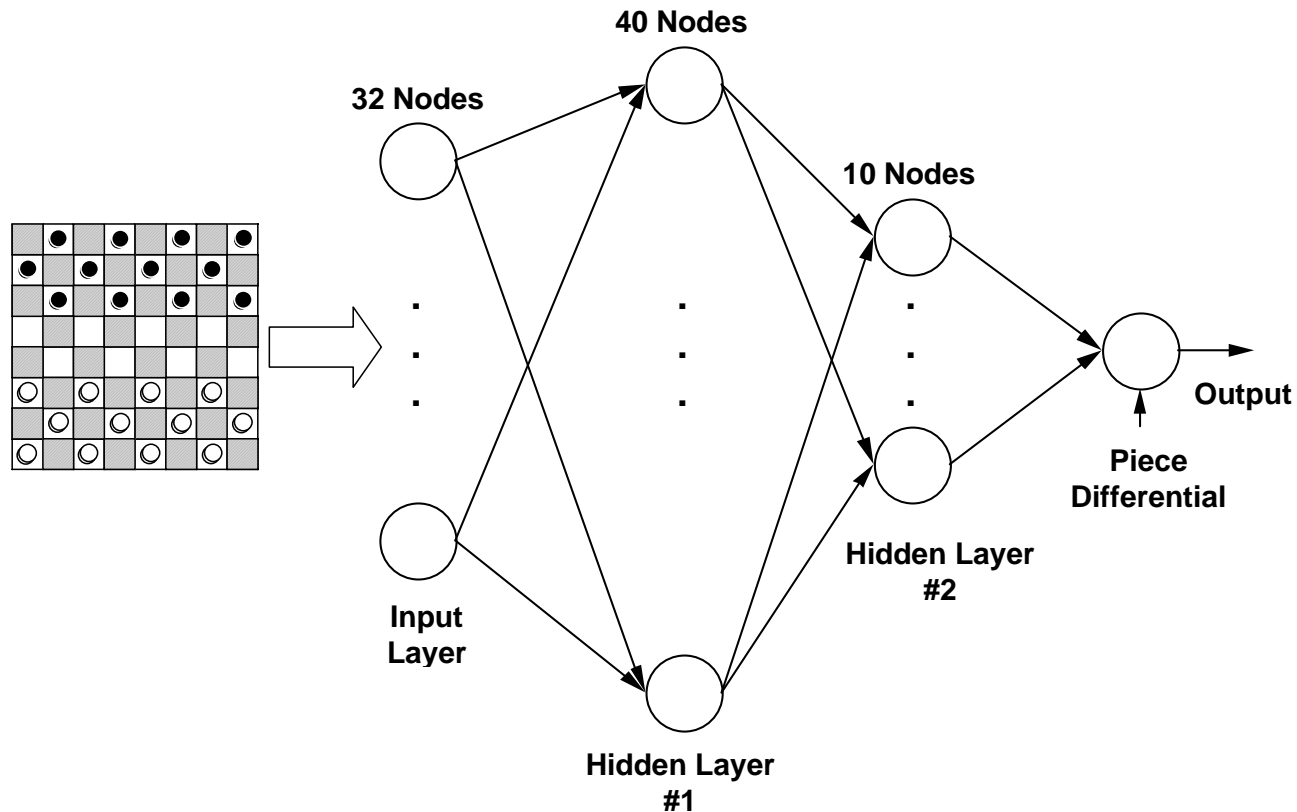 40 Nodes
32 Nodes
10 Nodes
Output
Piece
Differential
Hidden Layer
#2
Input
Layer
Hidden Layer
#1